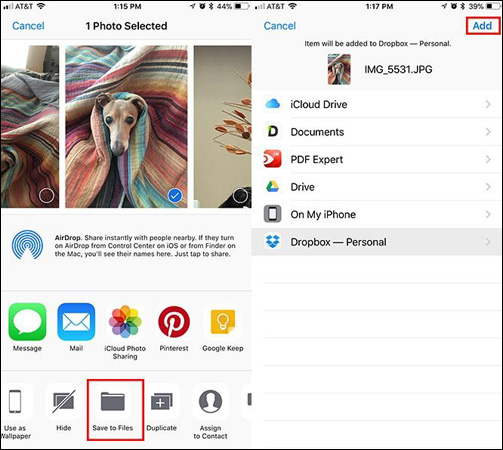 AT&T 1:15 PM 44%
Cancel 1 Photo Selected
AirDrop. Share instantly with people nearby. If they turn
on AirDrop from Control Center on iOS or from Finder on
the Mac, you'll see their names here. Just tap to share.
Message Mail iCloud Photo Sharing Pinterest Google Keep
Use as Wallpaper Hide Save to Files Duplicate Assign to Contact
AT&T 1:17 PM 39%
Cancel Add
Item will be added to Dropbox — Personal.
IMG_5531.JPG
iCloud Drive
Documents
PDF Expert
Drive
On My iPhone
Dropbox — Personal